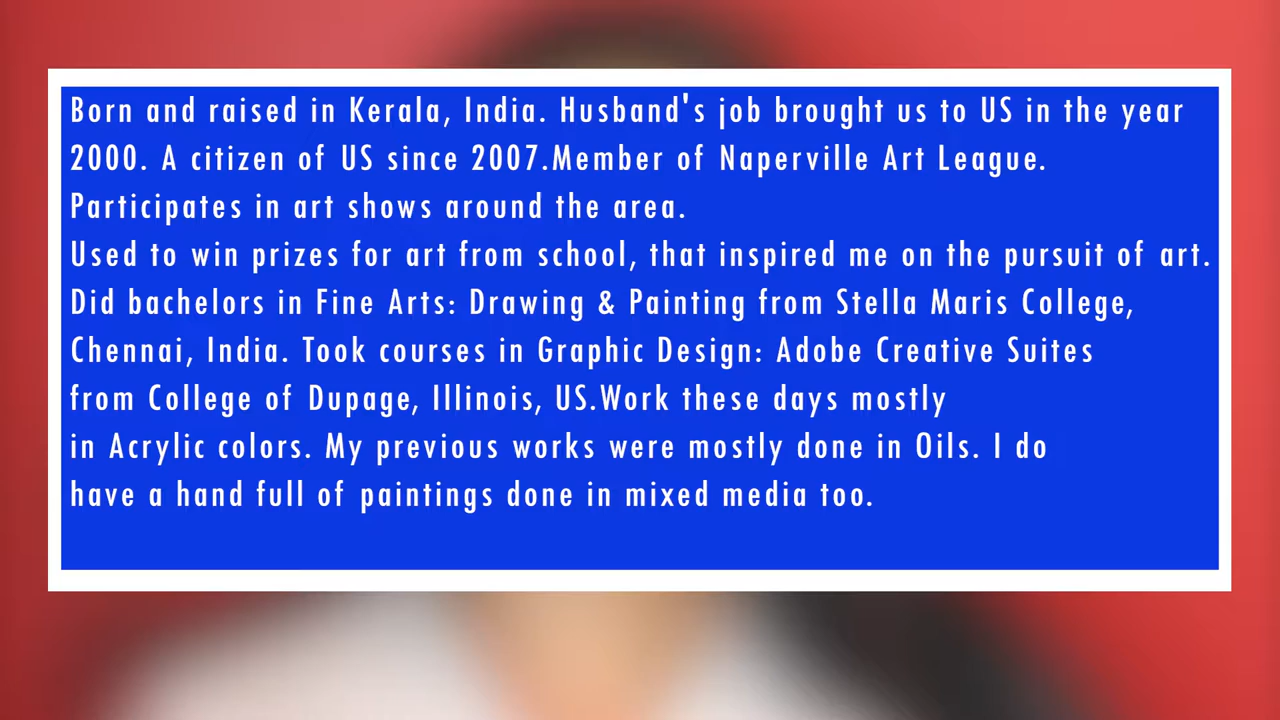 Born and raised in Kerala, India. Husband's job brought us to US in the year
2000. A citizen of US since 2007.Member of Naperville Art League.
Participates in art shows around the area.
Used to win prizes for art from school, that inspired me on the pursuit of art.
Did bachelors in Fine Arts: Drawing & Painting from Stella Maris College,
Chennai, India. Took courses in Graphic Design: Adobe Creative Suites
from College of Dupage, Illinois, US.Work these days mostly
in Acrylic colors. My previous works were mostly done in Oils. I do
have a hand full of paintings done in mixed media too.